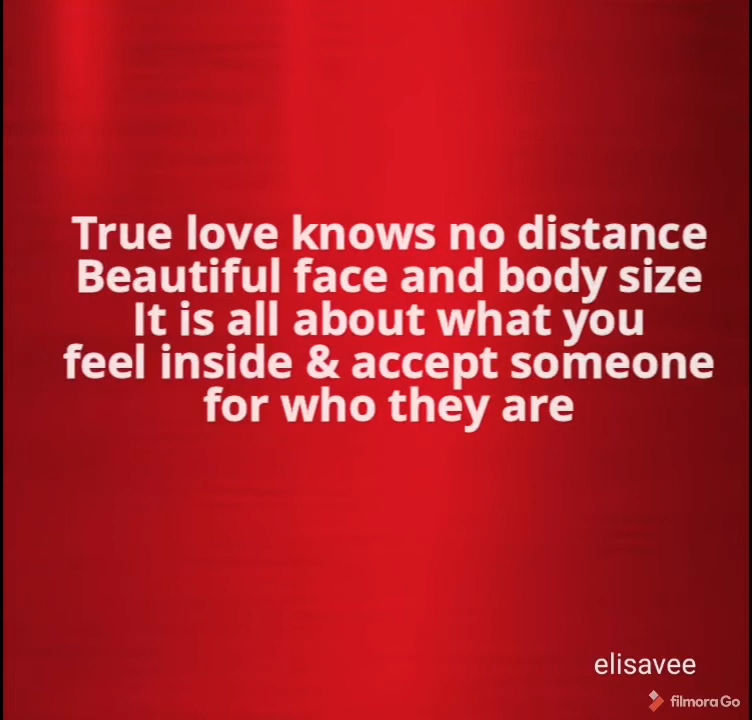 True love knows no distance
Beautiful face and body size
It is all about what you
feel inside & accept someone
for who they are
elisavee
filmora Go